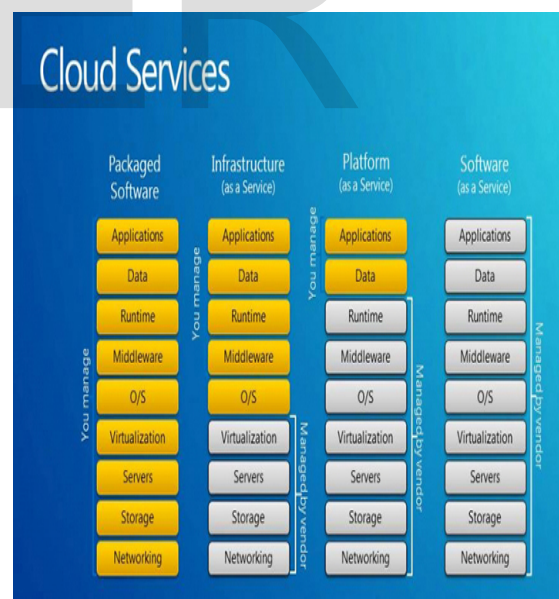 Cloud Services
Packaged
Software
You manage
Applications
Data
Runtime
Middleware
O/S
Virtualization
Servers
Storage
Networking
Infrastructure
(as a Service)
You manage
Applications
Data
Runtime
Middleware
O/S
Virtualization
Servers
Storage
Networking
Managed by vendor
Platform
(as a Service)
You manage
Applications
Data
Runtime
Middleware
O/S
Virtualization
Servers
Storage
Networking
Managed by vendor
Software
(as a Service)
Applications
Data
Runtime
Middleware
O/S
Virtualization
Servers
Storage
Networking
Managed by vendor